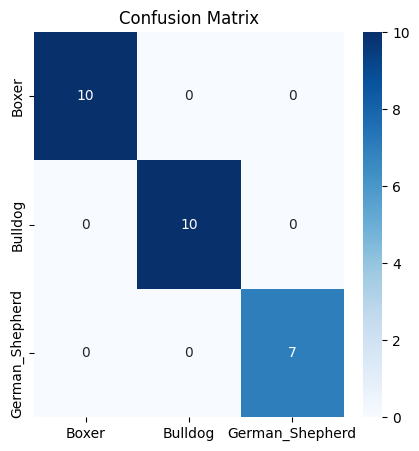 Confusion Matrix
Boxer
10 0 0
Bulldog
0 10 0
German_Shepherd
0 0 7
Boxer Bulldog German_Shepherd
10
8
6
4
2
0